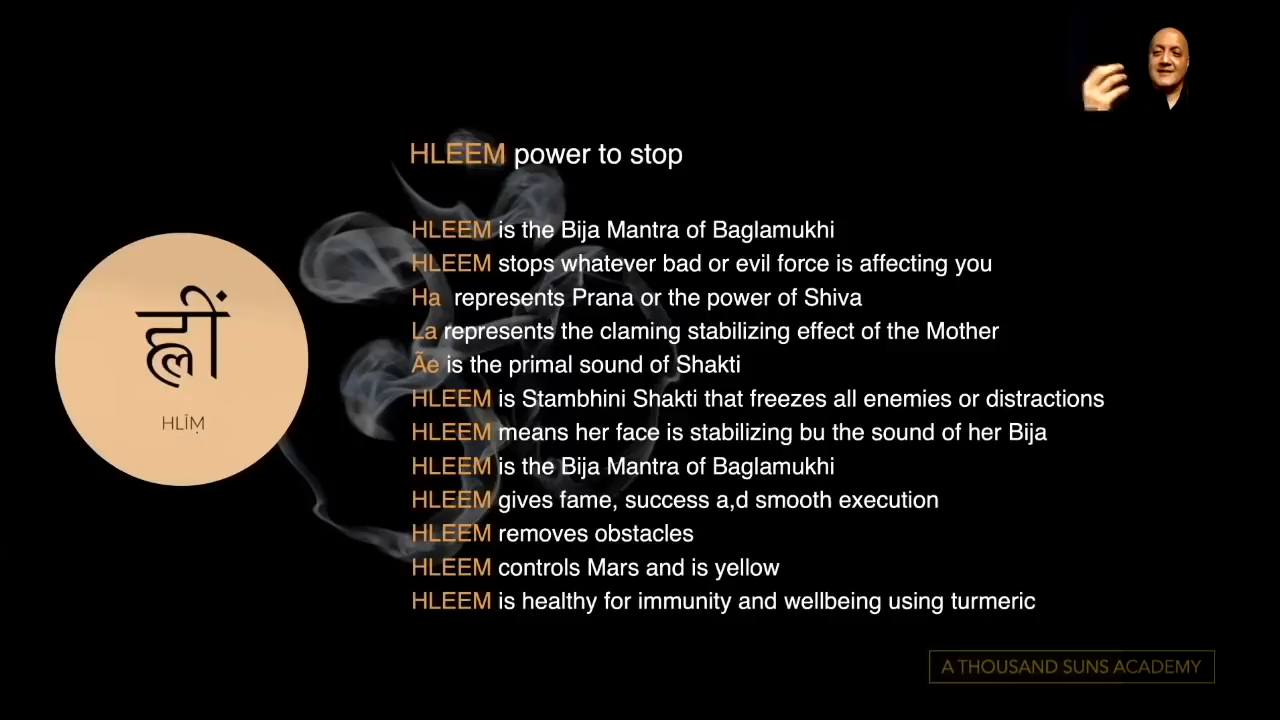 HLEEM power to stop
HLEEM is the Bija Mantra of Baglamukhi
HLEEM stops whatever bad or evil force is affecting you
Ha represents Prana or the power of Shiva
La represents the claming stabilizing effect of the Mother
Ãe is the primal sound of Shakti
HLEEM is Stambhini Shakti that freezes all enemies or distractions
HLEEM means her face is stabilizing bu the sound of her Bija
HLEEM is the Bija Mantra of Baglamukhi
HLEEM gives fame, success a,d smooth execution
HLEEM removes obstacles
HLEEM controls Mars and is yellow
HLEEM is healthy for immunity and wellbeing using turmeric
ह्लीं
HLĪṂ
A THOUSAND SUNS ACADEMY